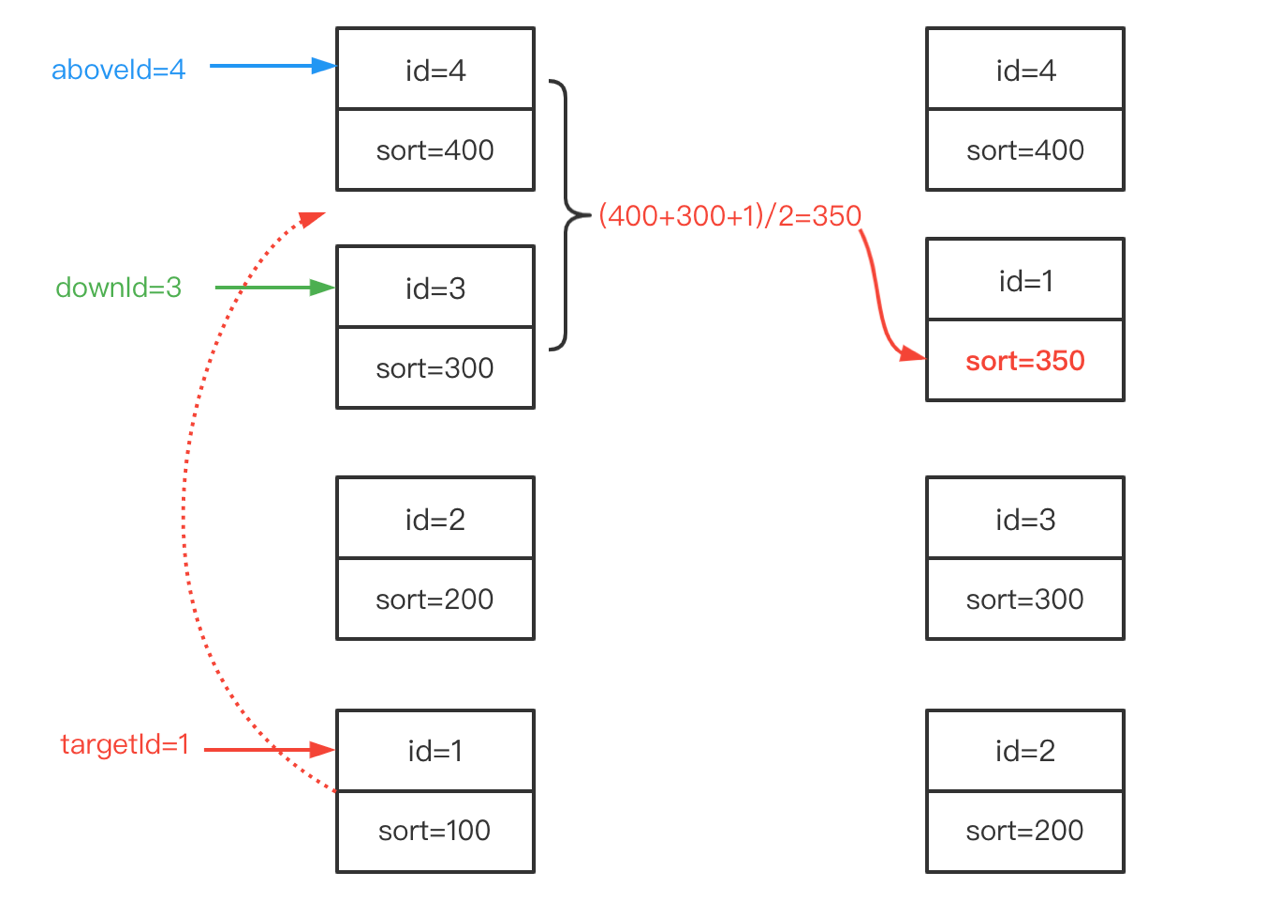 aboveId=4
id=4
sort=400
(400+300+1)/2=350
downId=3
id=3
sort=300
id=2
sort=200
targetId=1
id=1
sort=100
id=4
sort=400
id=1
sort=350
id=3
sort=300
id=2
sort=200